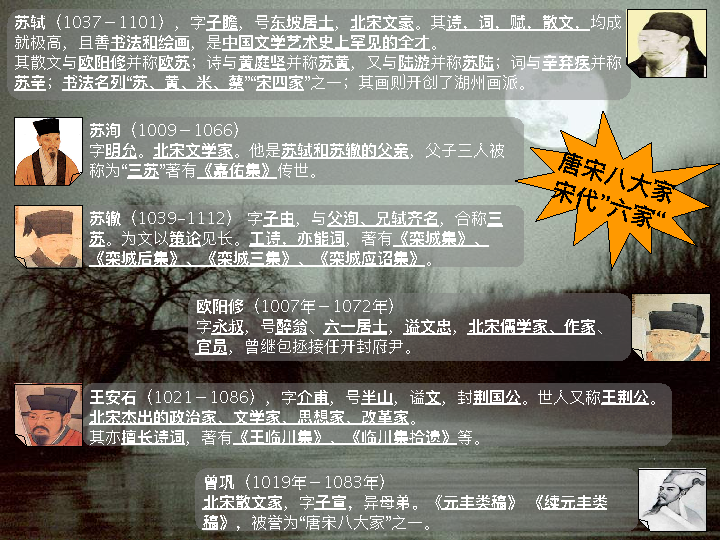 苏轼（1037－1101），字子瞻，号东坡居士，北宋文豪。其诗、词、赋、散文，均成
就极高，且善书法和绘画，是中国文学艺术史上罕见的全才。
其散文与欧阳修并称欧苏；诗与黄庭坚并称苏黄，又与陆游并称苏陆；词与辛弃疾并称
苏辛；书法名列“苏、黄、米、蔡”“宋四家”之一；其画则开创了湖州画派。
苏洵（1009－1066）
字明允。北宋文学家。他是苏轼和苏辙的父亲，父子三人被
称为“三苏”著有《嘉佑集》传世。
唐宋八大家
宋代”六家“
苏辙（1039–1112） 字子由，与父洵、兄轼齐名，合称三
苏。为文以策论见长。工诗，亦能词，著有《栾城集》、
《栾城后集》、《栾城三集》、《栾城应诏集》。
欧阳修（1007年－1072年）
字永叔，号醉翁、六一居士，谥文忠，北宋儒学家、作家、
官员，曾继包拯接任开封府尹。
王安石（1021－1086），字介甫，号半山，谥文，封荆国公。世人又称王荆公。
北宋杰出的政治家、文学家、思想家、改革家。
其亦擅长诗词，著有《王临川集》、《临川集拾遗》等。
曾巩（1019年－1083年）
北宋散文家，字子宣，异母弟。《元丰类稿》 《续元丰类
稿》，被誉为“唐宋八大家”之一。